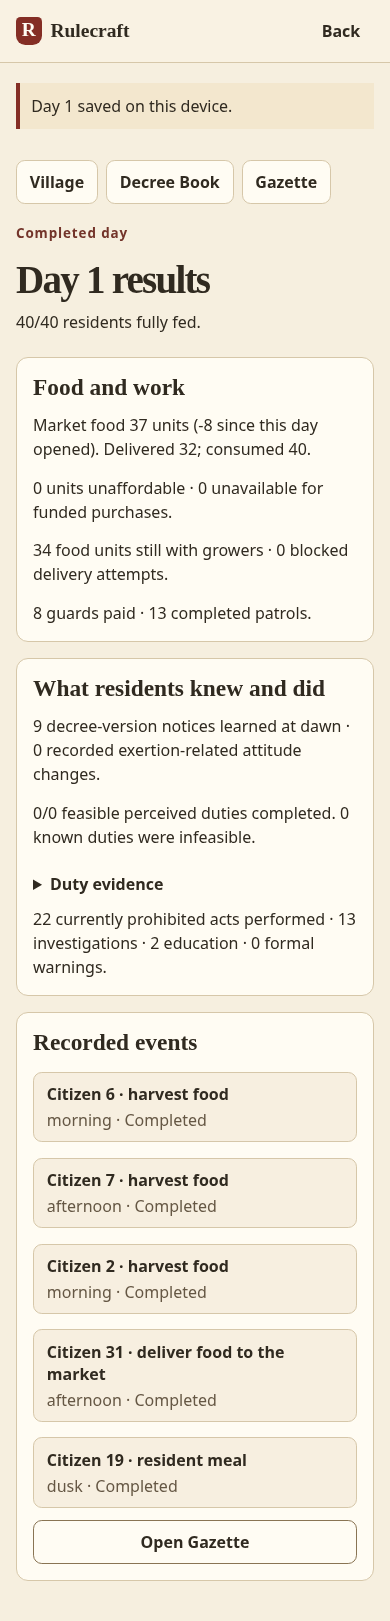 R Rulecraft Back
Day 1 saved on this device.
Village Decree Book Gazette
Completed day
Day 1 results
40/40 residents fully fed.
Food and work
Market food 37 units (-8 since this day
opened). Delivered 32; consumed 40.
0 units unaffordable · 0 unavailable for
funded purchases.
34 food units still with growers · 0 blocked
delivery attempts.
8 guards paid · 13 completed patrols.
What residents knew and did
9 decree-version notices learned at dawn ·
0 recorded exertion-related attitude
changes.
0/0 feasible perceived duties completed. 0
known duties were infeasible.
Duty evidence
22 currently prohibited acts performed · 13
investigations · 2 education · 0 formal
warnings.
Recorded events
Citizen 6 · harvest food
morning · Completed
Citizen 7 · harvest food
afternoon · Completed
Citizen 2 · harvest food
morning · Completed
Citizen 31 · deliver food to the
market
afternoon · Completed
Citizen 19 · resident meal
dusk · Completed
Open Gazette